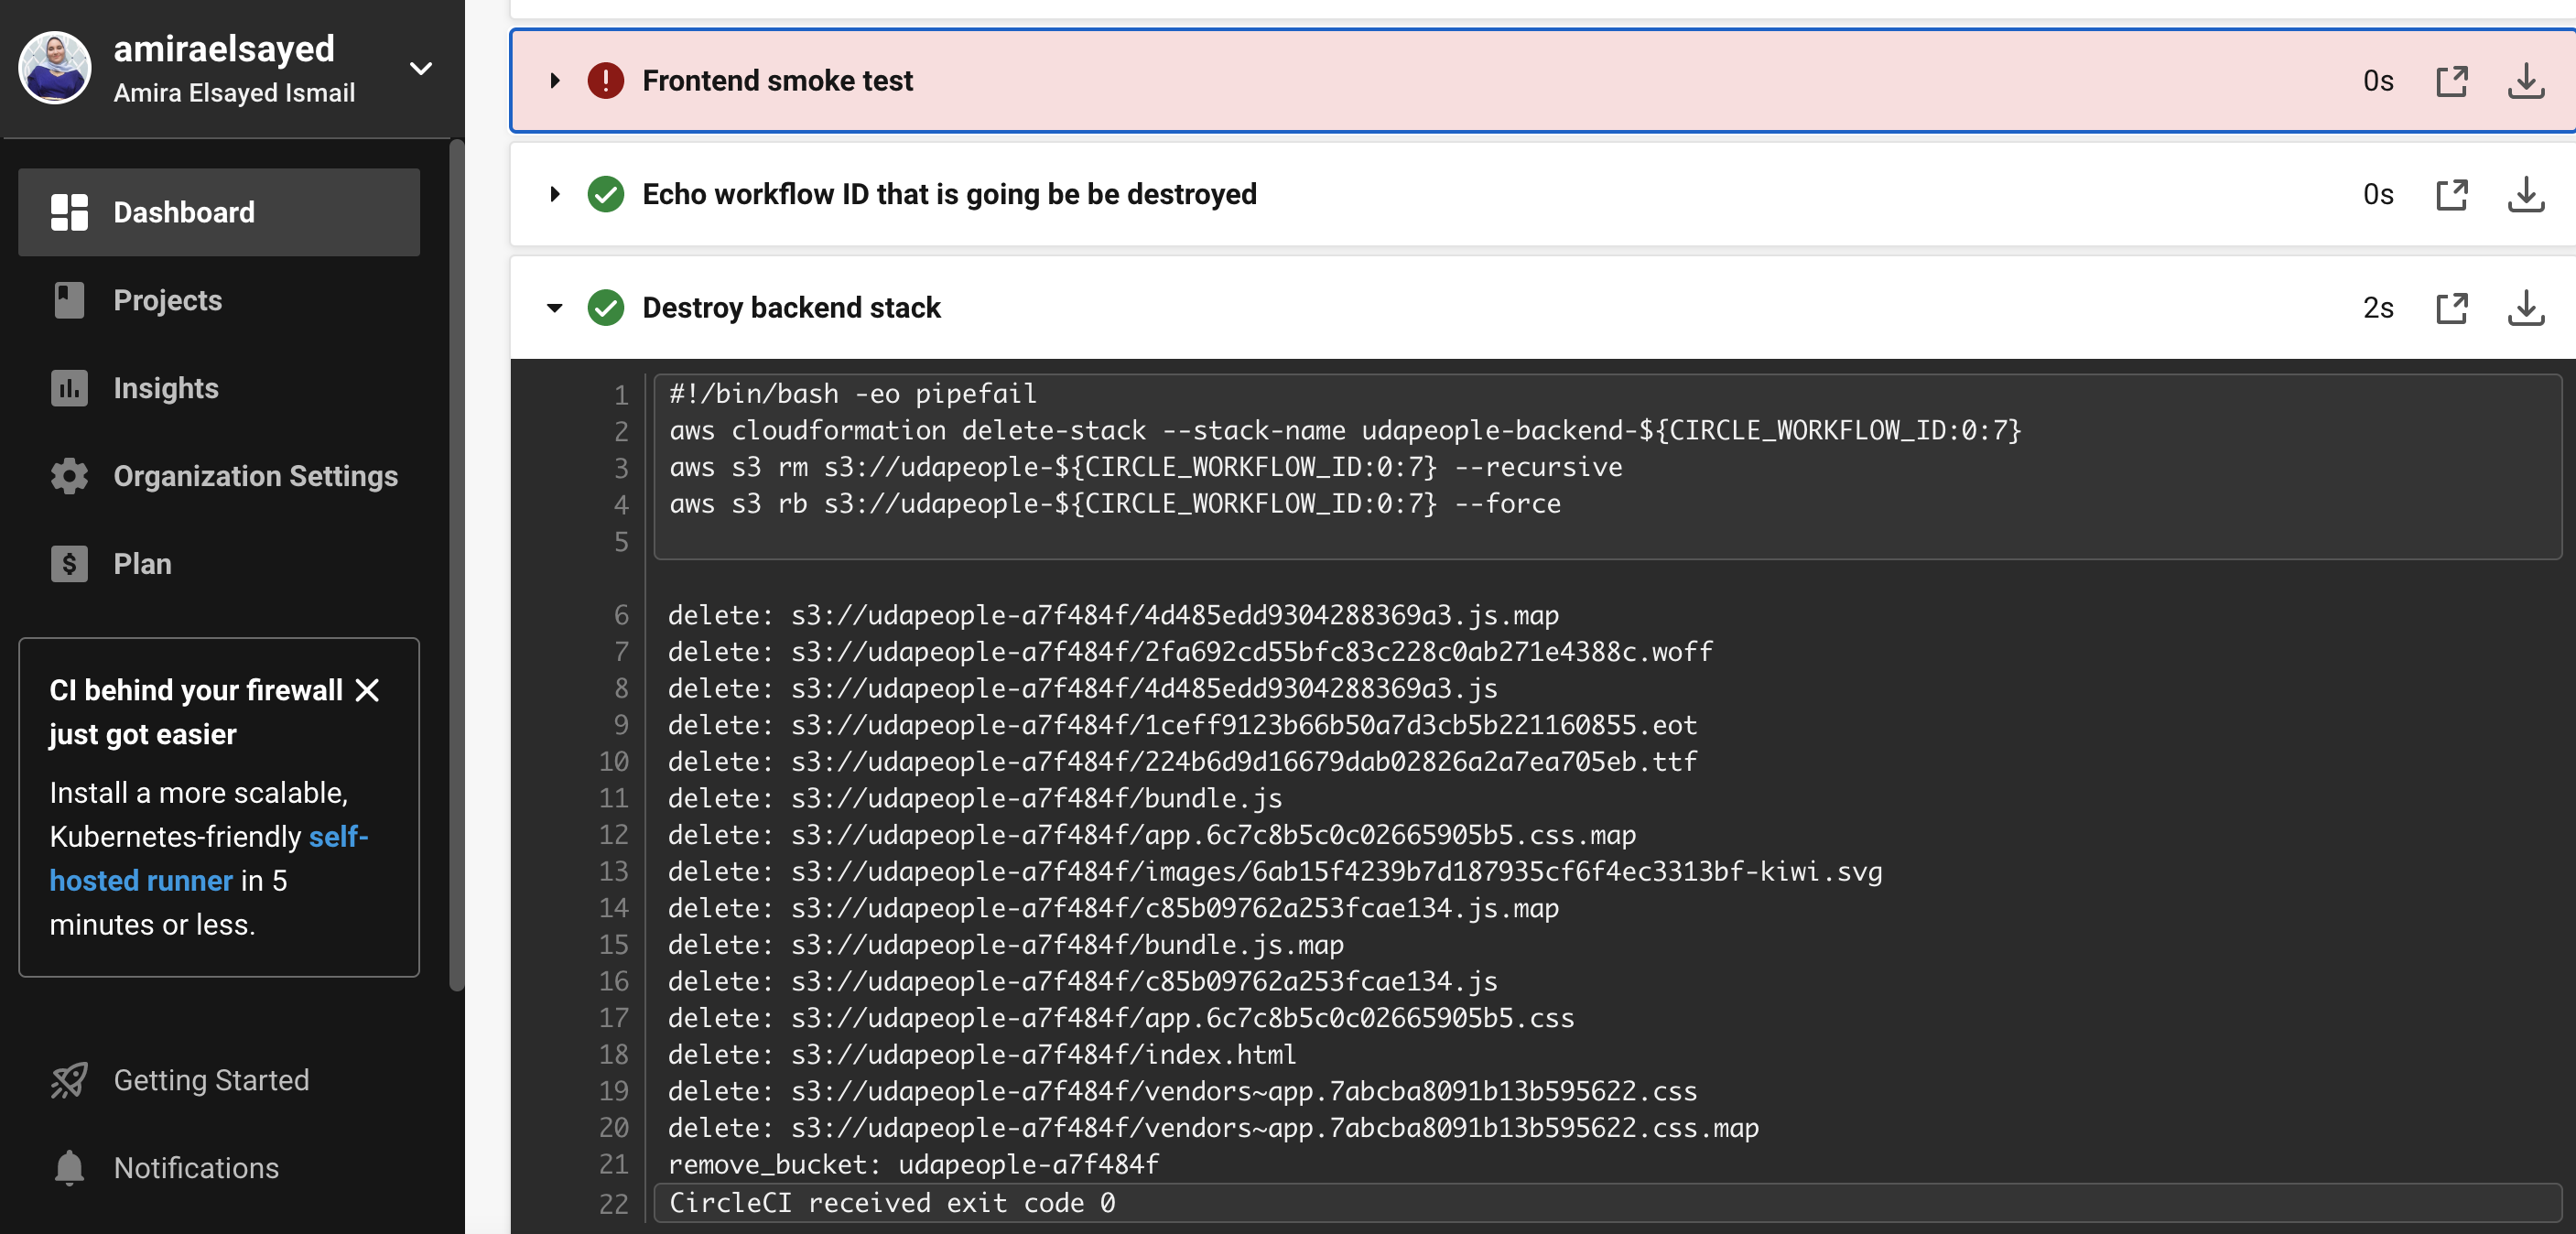 amiraelsayed
Amira Elsayed Ismail
Dashboard
Projects
Insights
Organization Settings
Plan
CI behind your firewall
just got easier
Install a more scalable,
Kubernetes-friendly self-
hosted runner in 5
minutes or less.
Getting Started
Notifications
Frontend smoke test 0s
Echo workflow ID that is going be be destroyed 0s
Destroy backend stack 2s
1 #!/bin/bash -eo pipefail
2 aws cloudformation delete-stack --stack-name udapeople-backend-${CIRCLE_WORKFLOW_ID:0:7}
3 aws s3 rm s3://udapeople-${CIRCLE_WORKFLOW_ID:0:7} --recursive
4 aws s3 rb s3://udapeople-${CIRCLE_WORKFLOW_ID:0:7} --force
5
6 delete: s3://udapeople-a7f484f/4d485edd9304288369a3.js.map
7 delete: s3://udapeople-a7f484f/2fa692cd55bfc83c228c0ab271e4388c.woff
8 delete: s3://udapeople-a7f484f/4d485edd9304288369a3.js
9 delete: s3://udapeople-a7f484f/1ceff9123b66b50a7d3cb5b221160855.eot
10 delete: s3://udapeople-a7f484f/224b6d9d16679dab02826a2a7ea705eb.ttf
11 delete: s3://udapeople-a7f484f/bundle.js
12 delete: s3://udapeople-a7f484f/app.6c7c8b5c0c02665905b5.css.map
13 delete: s3://udapeople-a7f484f/images/6ab15f4239b7d187935cf6f4ec3313bf-kiwi.svg
14 delete: s3://udapeople-a7f484f/c85b09762a253fcae134.js.map
15 delete: s3://udapeople-a7f484f/bundle.js.map
16 delete: s3://udapeople-a7f484f/c85b09762a253fcae134.js
17 delete: s3://udapeople-a7f484f/app.6c7c8b5c0c02665905b5.css
18 delete: s3://udapeople-a7f484f/index.html
19 delete: s3://udapeople-a7f484f/vendors~app.7abcba8091b13b595622.css
20 delete: s3://udapeople-a7f484f/vendors~app.7abcba8091b13b595622.css.map
21 remove_bucket: udapeople-a7f484f
22 CircleCI received exit code 0